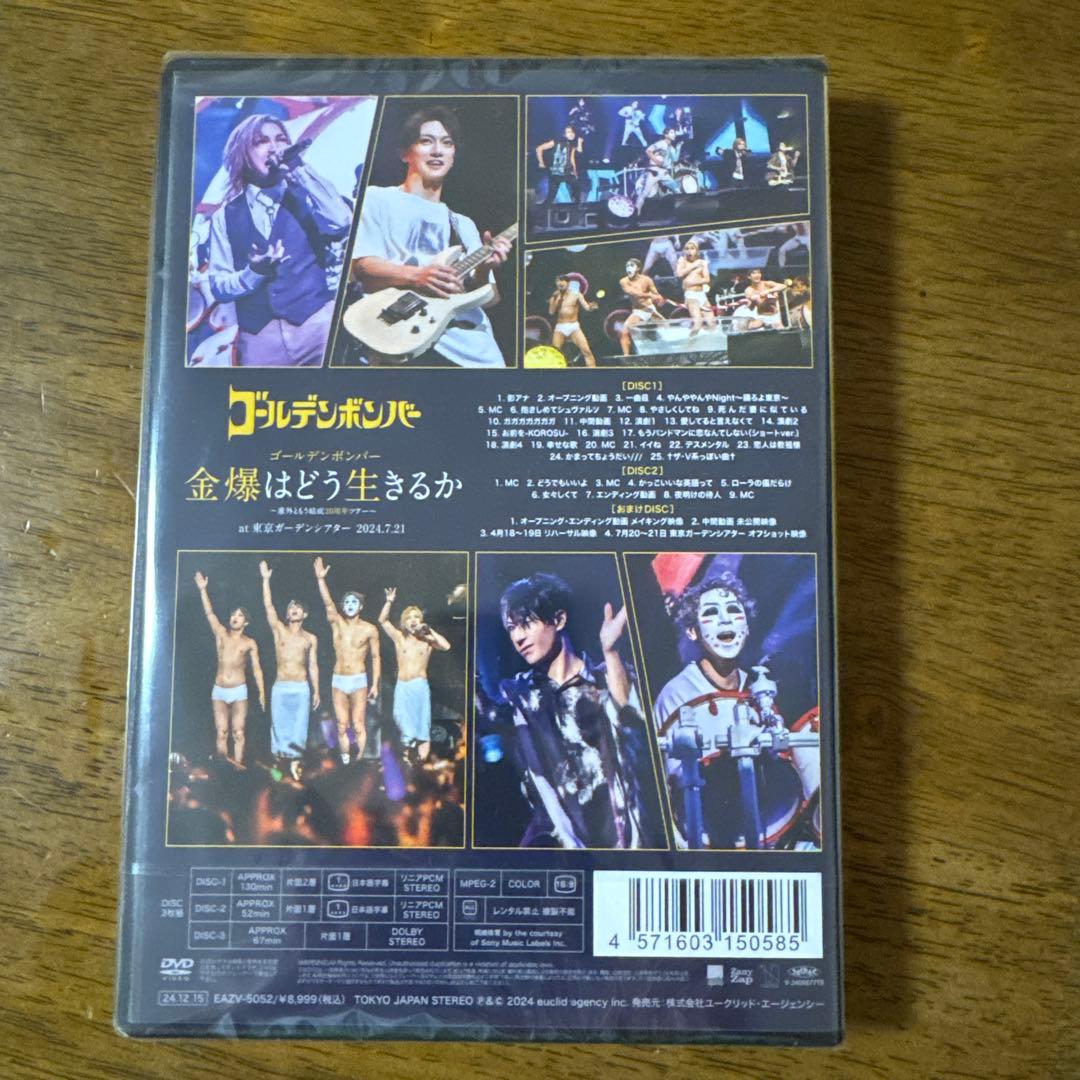 ゴールデンボンバー
ゴールデンボンバー
金爆はどう生きるか
～意外ともう結成20周年ツアー～
at 東京ガーデンシアター 2024.7.21
[DISC1]
1. 影アナ 2. オープニング動画 3. 一曲目 4. やんややんやNight～踊ろよ東京～
5. MC 6. 抱きしめてシュヴァルツ 7. MC 8. やさしくしてね 9. 死んだ妻に似ている
10. ガガガガガガガ 11. 中間動画 12. 演劇1 13. 愛してると言えなくて 14. 演劇2
15. お前を-KOROSU- 16. 演劇3 17. もうバンドマンに恋なんてしない(ショートver.)
18. 演劇4 19. 幸せな歌 20. MC 21. イイね 22. デスメンタル 23. 恋人は教祖様
24. かまってちょうだい/// 25. †ザ・V系っぽい曲†
[DISC2]
1. MC 2. どうでもいいよ 3. MC 4. かっこいいな英語って 5. ローラの傷だらけ
6. 女々しくて 7. エンディング動画 8. 夜明けの待人 9. MC
[おまけDISC]
1. オープニング・エンディング動画 メイキング映像 2. 中間動画 未公開映像
3. 4月18～19日 リハーサル映像 4. 7月20～21日 東京ガーデンシアター オフショット映像
DISC 3枚組
DISC-1 APPROX 130min 片面2層 1 日本語字幕 リニアPCM STEREO
DISC-2 APPROX 52min 片面1層 1 日本語字幕 リニアPCM STEREO
DISC-3 APPROX 67min 片面1層 DOLBY STEREO
MPEG-2 COLOR 16:9
ALL レンタル禁止 複製不能
by the courtesy
of Sony Music Labels Inc.
4 571603 150585
DVD
VIDEO
Zany Zap
24.12.15 EAZV-5052/¥8,999(税込) TOKYO JAPAN STEREO ℗&© 2024 euclid agency inc. 発売元:株式会社ユークリッド・エージェンシー